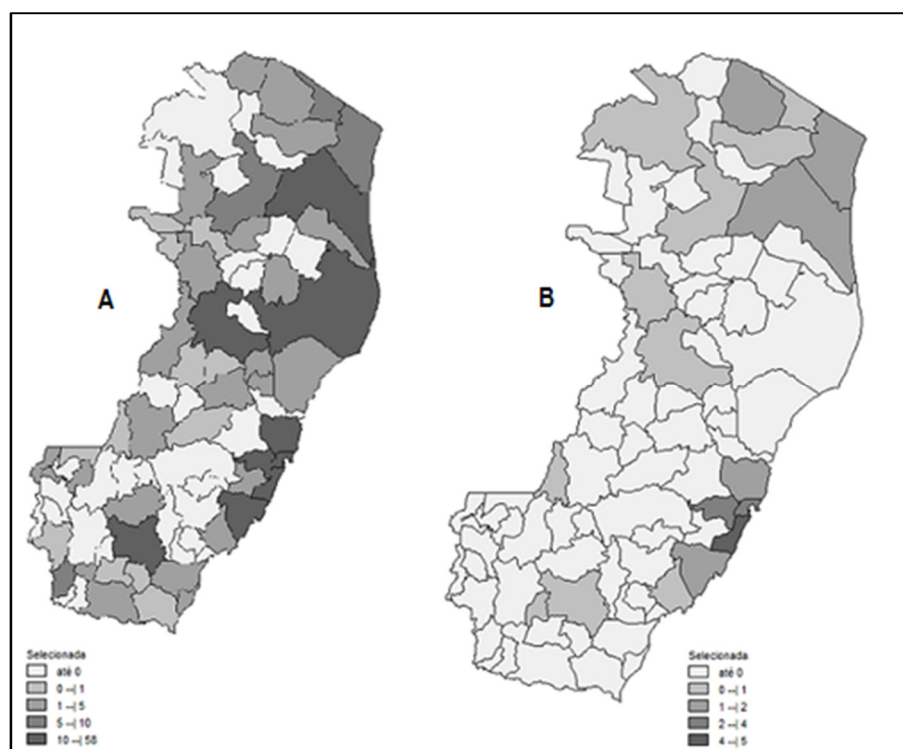 A
B
Selecionada
até 0
0 --| 1
1 --| 5
5 --| 10
10 --| 58
Selecionada
até 0
0 --| 1
1 --| 2
2 --| 4
4 --| 5